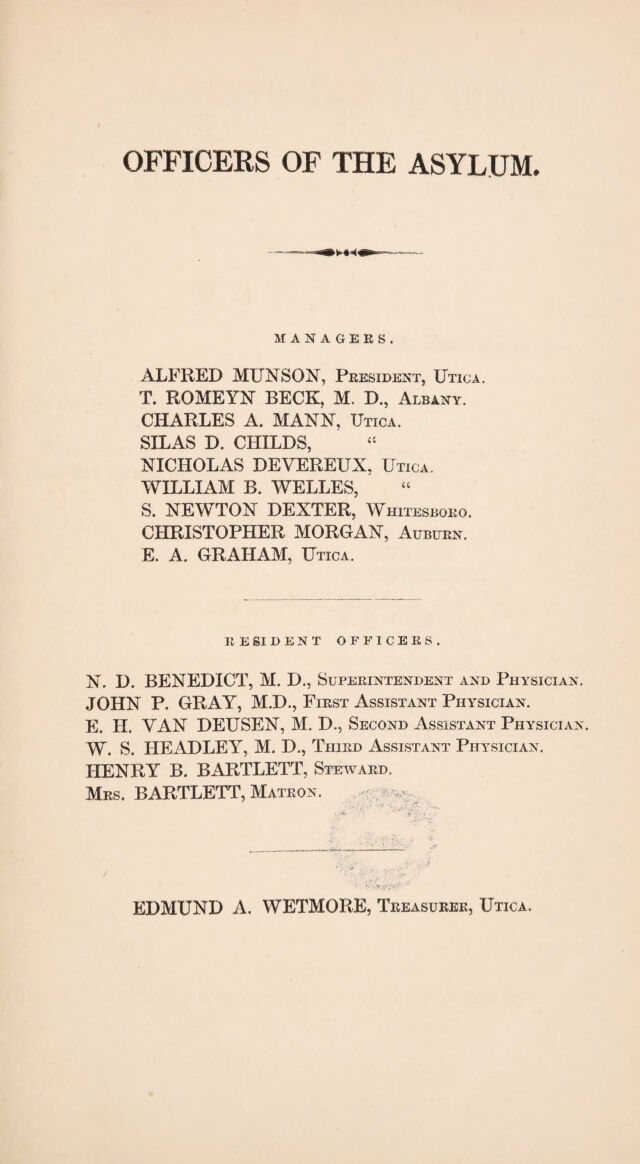 OFFICERS OF THE ASYLUM.
MANAGERS.
ALFRED MUNSON, PRESIDENT, UTICA.
T. ROMEYN BECK, M. D., ALBANY.
CHARLES A. MANN, UTICA.
SILAS D. CHILDS, “
NICHOLAS DEVEREUX, UTICA.
WILLIAM B. WELLES, “
S. NEWTON DEXTER, WHITESBORO.
CHRISTOPHER MORGAN, AUBURN.
E. A. GRAHAM, UTICA.
RESIDENT OFFICERS.
N. D. BENEDICT, M. D., SUPERINTENDENT AND PHYSICIAN.
JOHN P. GRAY, M.D., FIRST ASSISTANT PHYSICIAN.
E. H. VAN DEUSEN, M. D., SECOND ASSISTANT PHYSICIAN.
W. S. HEADLEY, M. D., THIRD ASSISTANT PHYSICIAN.
HENRY B. BARTLETT, STEWARD.
MRS. BARTLETT, MATRON.
EDMUND A. WETMORE, TREASURER, UTICA.